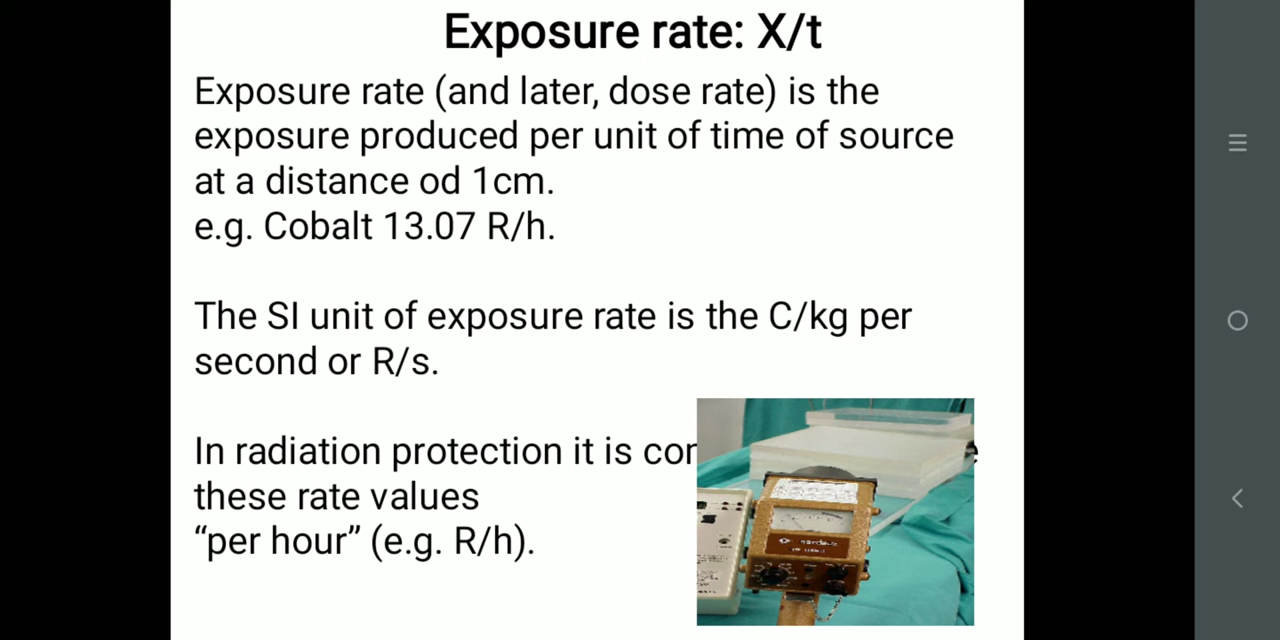 Exposure rate: X/t
Exposure rate (and later, dose rate) is the
exposure produced per unit of time of source
at a distance od 1cm.
e.g. Cobalt 13.07 R/h.
The SI unit of exposure rate is the C/kg per
second or R/s.
In radiation protection it is
these rate values
“per hour” (e.g. R/h).